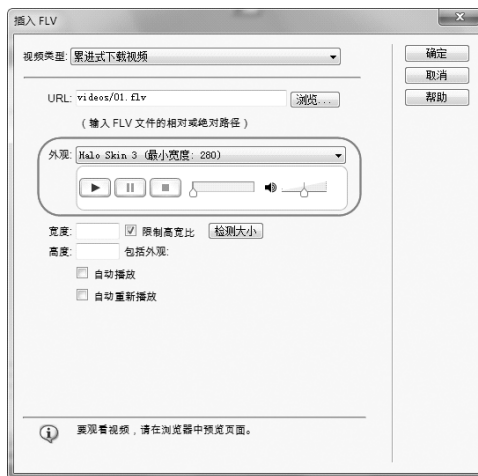 插入 FLV
视频类型: 累进式下载视频
确定
取消
帮助
URL: videos/01.flv 浏览...
(输入 FLV 文件的相对或绝对路径)
外观: Halo Skin 3 (最小宽度: 280)
宽度: 限制高宽比 检测大小
高度: 包括外观:
自动播放
自动重新播放
要观看视频，请在浏览器中预览页面。